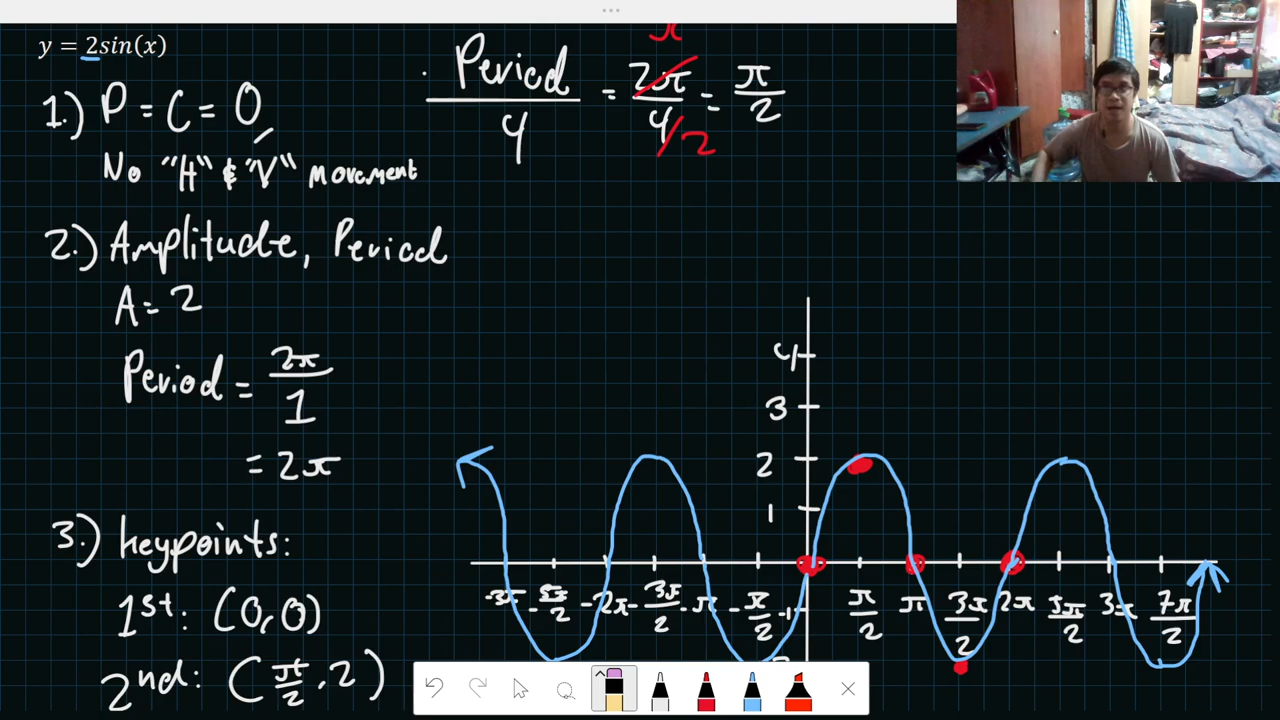 y = 2sin(x)
1.) P = C = 0,
No "H" & "V" movement
Period/4 = 2π/4 = π/2
π
2
2.) Amplitude, Period
A = 2
Period = 2π/1
= 2π
3.) Keypoints:
1st: (0,0)
2nd: (π/2, 2)
4
3
2
1
-3π -5π/2 -2π -3π/2 -π -π/2 -1 π/2 π 3π/2 2π 5π/2 3π 7π/2